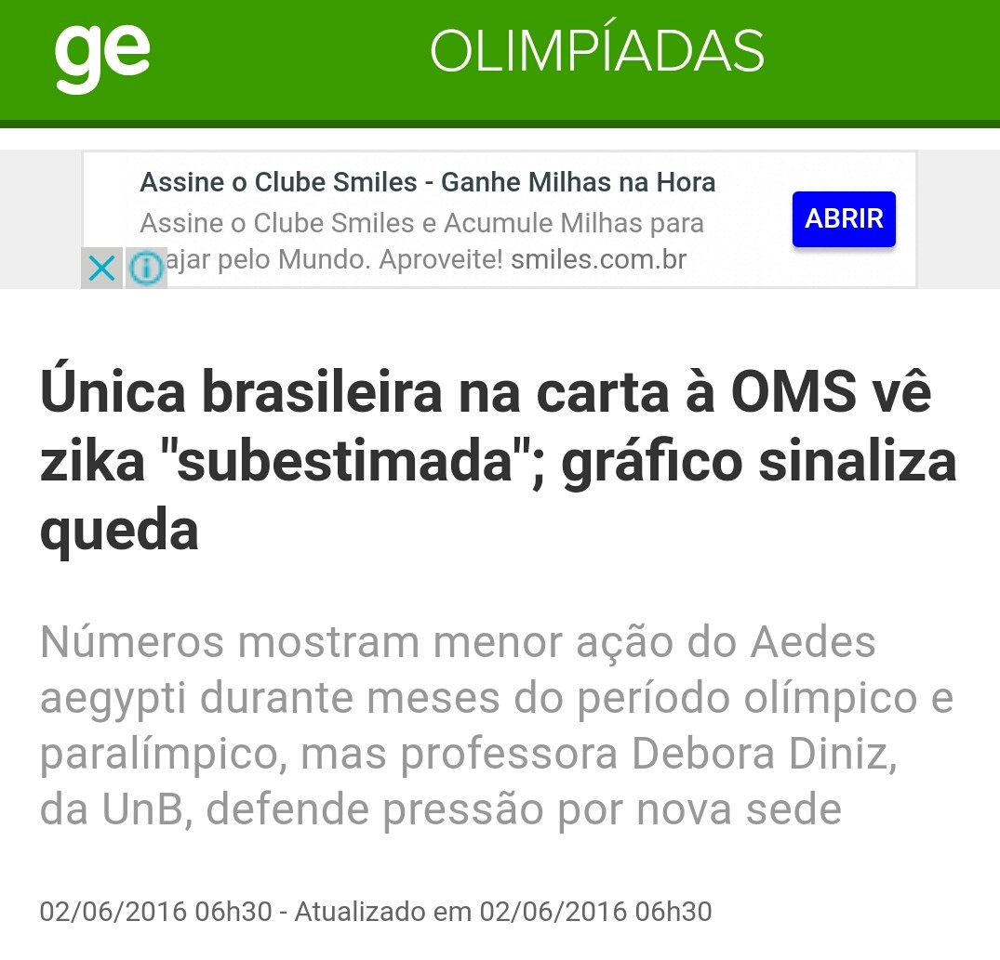 ge
OLIMPÍADAS
Assine o Clube Smiles - Ganhe Milhas na Hora
Assine o Clube Smiles e Acumule Milhas para
ajar pelo Mundo. Aproveite! smiles.com.br
ABRIR
Única brasileira na carta à OMS vê
zika "subestimada"; gráfico sinaliza
queda
Números mostram menor ação do Aedes
aegypti durante meses do período olímpico e
paralímpico, mas professora Debora Diniz,
da UnB, defende pressão por nova sede
02/06/2016 06h30 - Atualizado em 02/06/2016 06h30